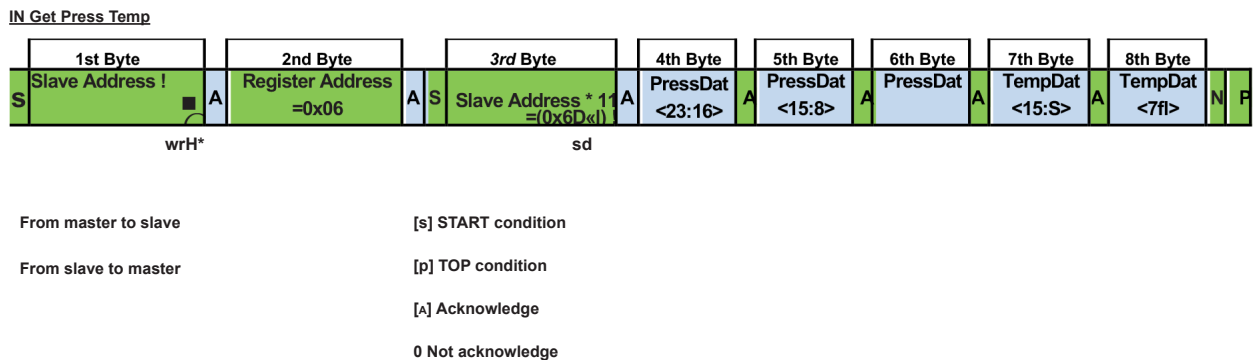 IN Get Press Temp
1st Byte 2nd Byte 3rd Byte 4th Byte 5th Byte 6th Byte 7th Byte 8th Byte
S Slave Address ! A Register Address A S Slave Address * 11 A PressDat A PressDat A PressDat A TempDat A TempDat N P
=0x06 =(0x6D«l) ! <23:16> <15:8> <15:S> <7fl>
wrH* sd
From master to slave [s] START condition
From slave to master [p] TOP condition
[A] Acknowledge
0 Not acknowledge